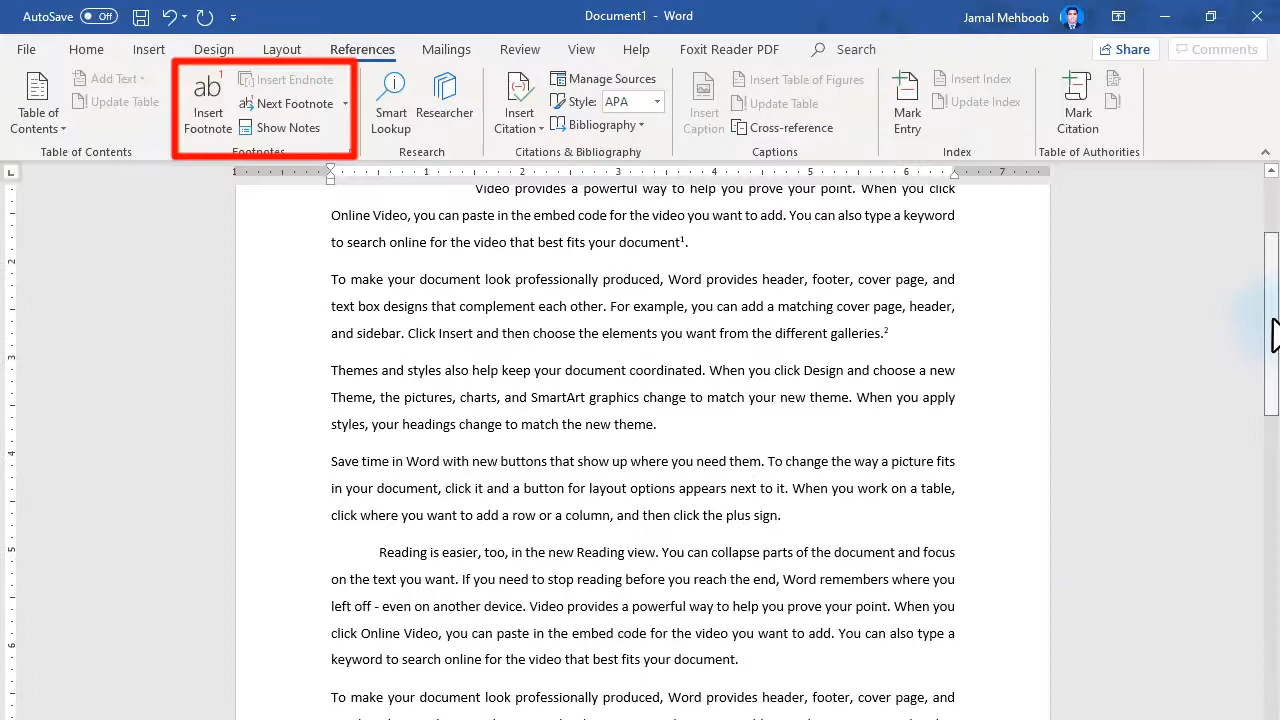 AutoSave Off Document1 - Word Jamal Mehboob
File Home Insert Design Layout References Mailings Review View Help Foxit Reader PDF Search Share Comments
Table of Contents
Add Text
Update Table
Table of Contents
ab1
Insert Footnote
Insert Endnote
Next Footnote
Show Notes
Footnotes
Smart Lookup
Researcher
Research
Insert Citation
Manage Sources
Style: APA
Bibliography
Citations & Bibliography
Insert Caption
Insert Table of Figures
Update Table
Cross-reference
Captions
Mark Entry
Insert Index
Update Index
Index
Mark Citation
Table of Authorities
1 1 2 3 4 5 6 7
2
3
4
5
6
Video provides a powerful way to help you prove your point. When you click
Online Video, you can paste in the embed code for the video you want to add. You can also type a keyword
to search online for the video that best fits your document¹.
To make your document look professionally produced, Word provides header, footer, cover page, and
text box designs that complement each other. For example, you can add a matching cover page, header,
and sidebar. Click Insert and then choose the elements you want from the different galleries.²
Themes and styles also help keep your document coordinated. When you click Design and choose a new
Theme, the pictures, charts, and SmartArt graphics change to match your new theme. When you apply
styles, your headings change to match the new theme.
Save time in Word with new buttons that show up where you need them. To change the way a picture fits
in your document, click it and a button for layout options appears next to it. When you work on a table,
click where you want to add a row or a column, and then click the plus sign.
Reading is easier, too, in the new Reading view. You can collapse parts of the document and focus
on the text you want. If you need to stop reading before you reach the end, Word remembers where you
left off - even on another device. Video provides a powerful way to help you prove your point. When you
click Online Video, you can paste in the embed code for the video you want to add. You can also type a
keyword to search online for the video that best fits your document.
To make your document look professionally produced, Word provides header, footer, cover page, and